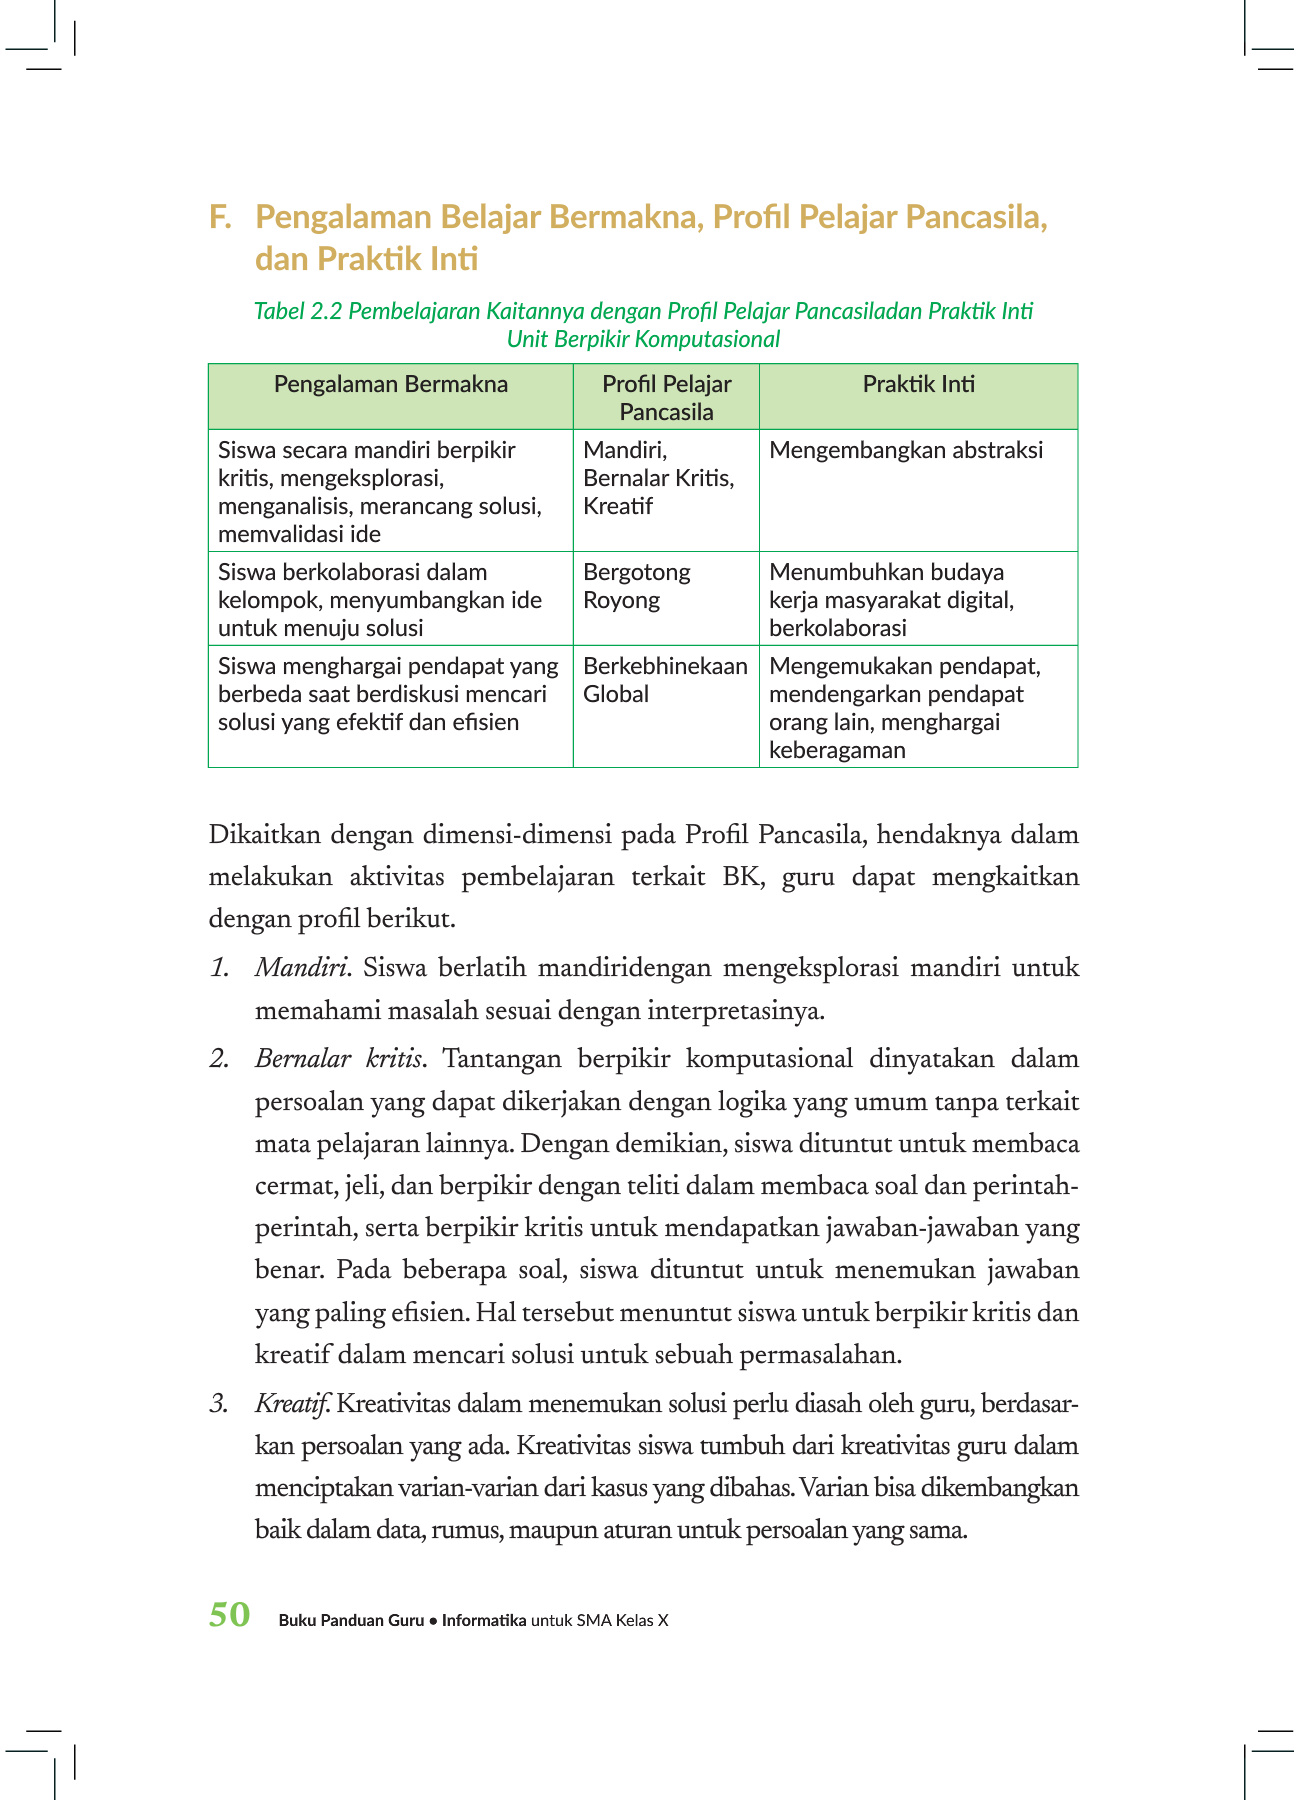 F. Pengalaman Belajar Bermakna, Profil Pelajar Pancasila,
dan Praktik Inti
Tabel 2.2 Pembelajaran Kaitannya dengan Profil Pelajar Pancasiladan Praktik Inti
Unit Berpikir Komputasional
Pengalaman Bermakna
Profil Pelajar
Pancasila
Praktik Inti
Siswa secara mandiri berpikir
kritis, mengeksplorasi,
menganalisis, merancang solusi,
memvalidasi ide
Mandiri,
Bernalar Kritis,
Kreatif
Mengembangkan abstraksi
Siswa berkolaborasi dalam
kelompok, menyumbangkan ide
untuk menuju solusi
Bergotong
Royong
Menumbuhkan budaya
kerja masyarakat digital,
berkolaborasi
Siswa menghargai pendapat yang
berbeda saat berdiskusi mencari
solusi yang efektif dan efisien
Berkebhinekaan
Global
Mengemukakan pendapat,
mendengarkan pendapat
orang lain, menghargai
keberagaman
Dikaitkan dengan dimensi-dimensi pada Profil Pancasila, hendaknya dalam
melakukan aktivitas pembelajaran terkait BK, guru dapat mengkaitkan
dengan profil berikut.
1. Mandiri. Siswa berlatih mandiridengan mengeksplorasi mandiri untuk
memahami masalah sesuai dengan interpretasinya.
2. Bernalar kritis. Tantangan berpikir komputasional dinyatakan dalam
persoalan yang dapat dikerjakan dengan logika yang umum tanpa terkait
mata pelajaran lainnya. Dengan demikian, siswa dituntut untuk membaca
cermat, jeli, dan berpikir dengan teliti dalam membaca soal dan perintah-
perintah, serta berpikir kritis untuk mendapatkan jawaban-jawaban yang
benar. Pada beberapa soal, siswa dituntut untuk menemukan jawaban
yang paling efisien. Hal tersebut menuntut siswa untuk berpikir kritis dan
kreatif dalam mencari solusi untuk sebuah permasalahan.
3. Kreatif. Kreativitas dalam menemukan solusi perlu diasah oleh guru, berdasar-
kan persoalan yang ada. Kreativitas siswa tumbuh dari kreativitas guru dalam
menciptakan varian-varian dari kasus yang dibahas. Varian bisa dikembangkan
baik dalam data, rumus, maupun aturan untuk persoalan yang sama.
50 Buku Panduan Guru • Informatika untuk SMA Kelas X